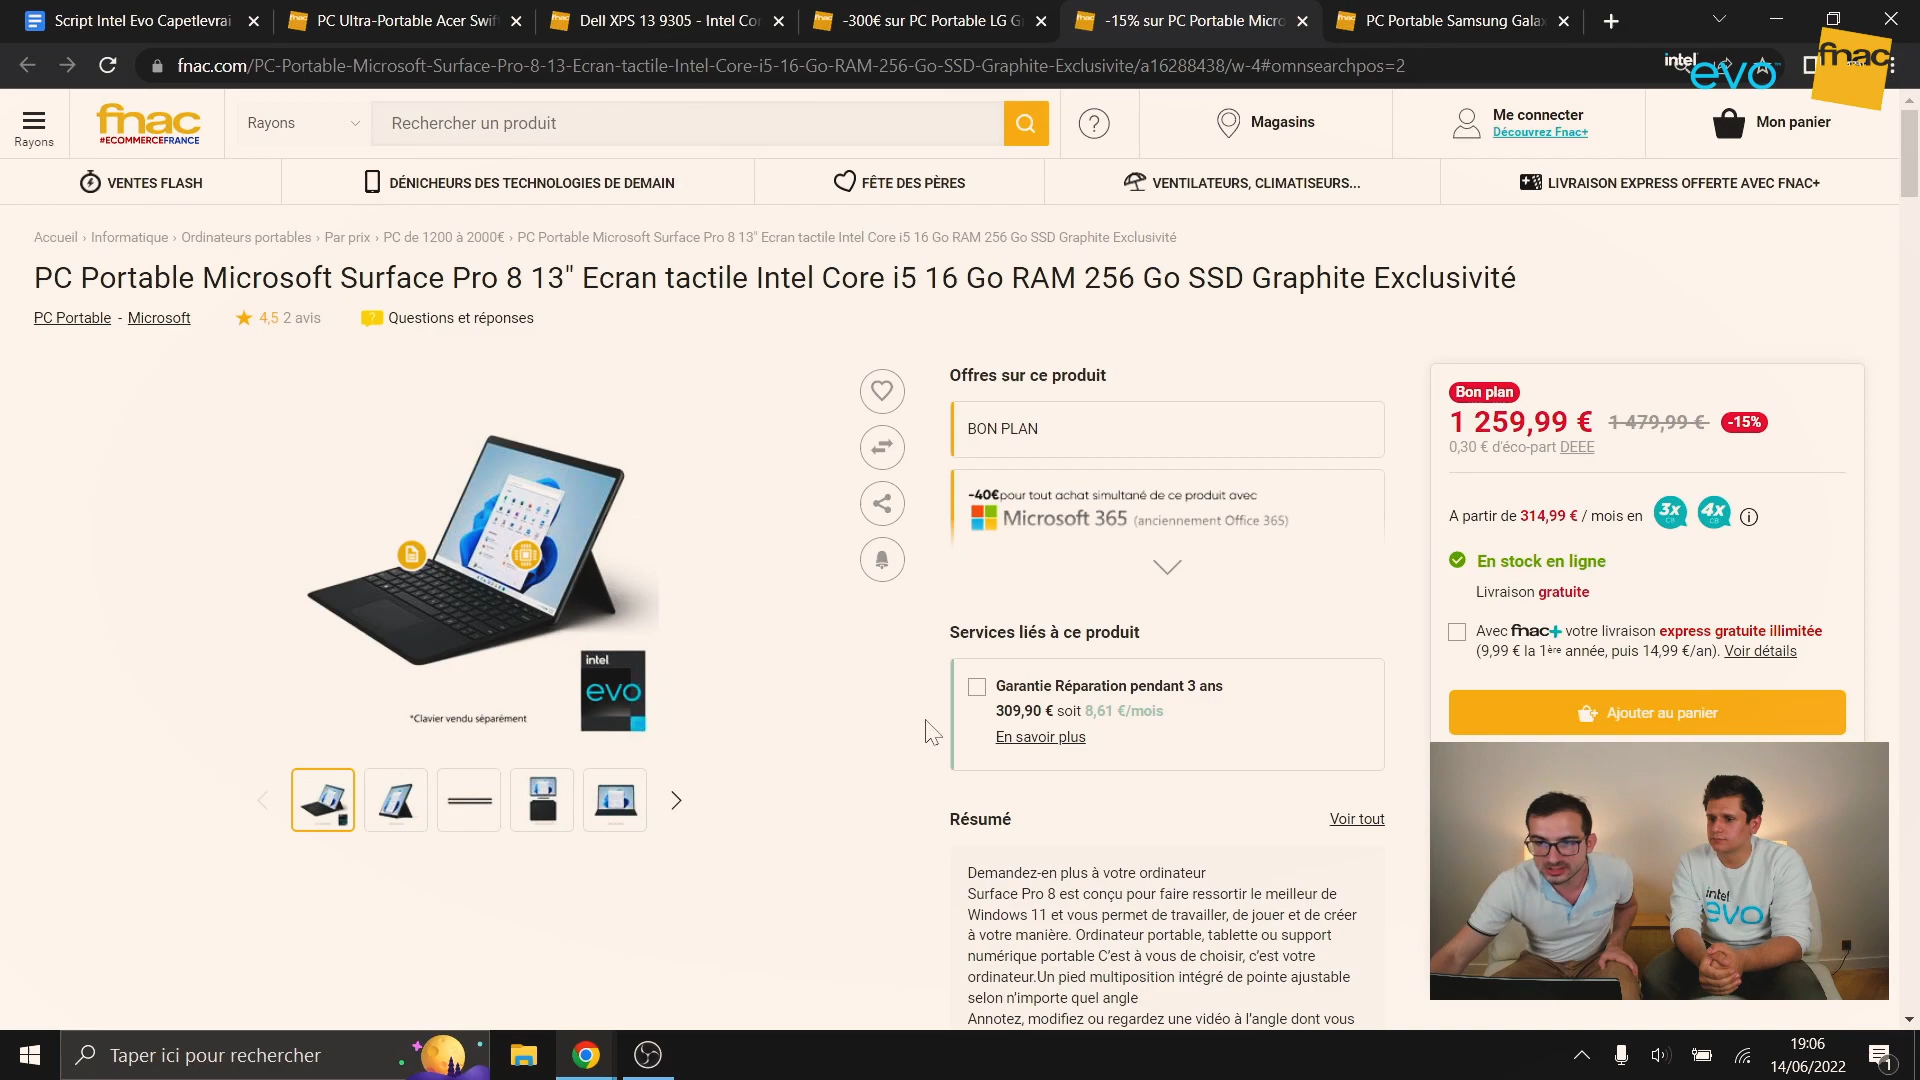 Script Intel Evo Capetlevrai
PC Ultra-Portable Acer Swif
Dell XPS 13 9305 - Intel Cor
-300€ sur PC Portable LG G
-15% sur PC Portable Micro
PC Portable Samsung Gala
fnac.com/PC-Portable-Microsoft-Surface-Pro-8-13-Ecran-tactile-Intel-Core-i5-16-Go-RAM-256-Go-SSD-Graphite-Exclusivite/a16288438/w-4#omnsearchpos=2
intel evo
fnac
Rayons
fnac
#ECOMMERCEFRANCE
Rayons
Rechercher un produit
?
Magasins
Me connecter
Découvrez Fnac+
Mon panier
VENTES FLASH
DÉNICHEURS DES TECHNOLOGIES DE DEMAIN
FÊTE DES PÈRES
VENTILATEURS, CLIMATISEURS...
LIVRAISON EXPRESS OFFERTE AVEC FNAC+
Accueil › Informatique › Ordinateurs portables › Par prix › PC de 1200 à 2000€ › PC Portable Microsoft Surface Pro 8 13" Ecran tactile Intel Core i5 16 Go RAM 256 Go SSD Graphite Exclusivité
PC Portable Microsoft Surface Pro 8 13" Ecran tactile Intel Core i5 16 Go RAM 256 Go SSD Graphite Exclusivité
PC Portable - Microsoft
4,5 2 avis
? Questions et réponses
intel
evo
*Clavier vendu séparément
Offres sur ce produit
BON PLAN
-40€ pour tout achat simultané de ce produit avec
Microsoft 365 (anciennement Office 365)
Services liés à ce produit
Garantie Réparation pendant 3 ans
309,90 € soit 8,61 €/mois
En savoir plus
Résumé
Voir tout
Demandez-en plus à votre ordinateur
Surface Pro 8 est conçu pour faire ressortir le meilleur de
Windows 11 et vous permet de travailler, de jouer et de créer
à votre manière. Ordinateur portable, tablette ou support
numérique portable C’est à vous de choisir, c’est votre
ordinateur.Un pied multiposition intégré de pointe ajustable
selon n’importe quel angle
Annotez, modifiez ou regardez une vidéo à l’angle dont vous
Bon plan
1 259,99 € 1 479,99 € -15%
0,30 € d'éco-part DEEE
A partir de 314,99 € / mois en 3x CB 4x CB i
En stock en ligne
Livraison gratuite
Avec fnac+ votre livraison express gratuite illimitée
(9,99 € la 1ère année, puis 14,99 €/an). Voir détails
Ajouter au panier
intel
evo
Taper ici pour rechercher
19:06
14/06/2022
1